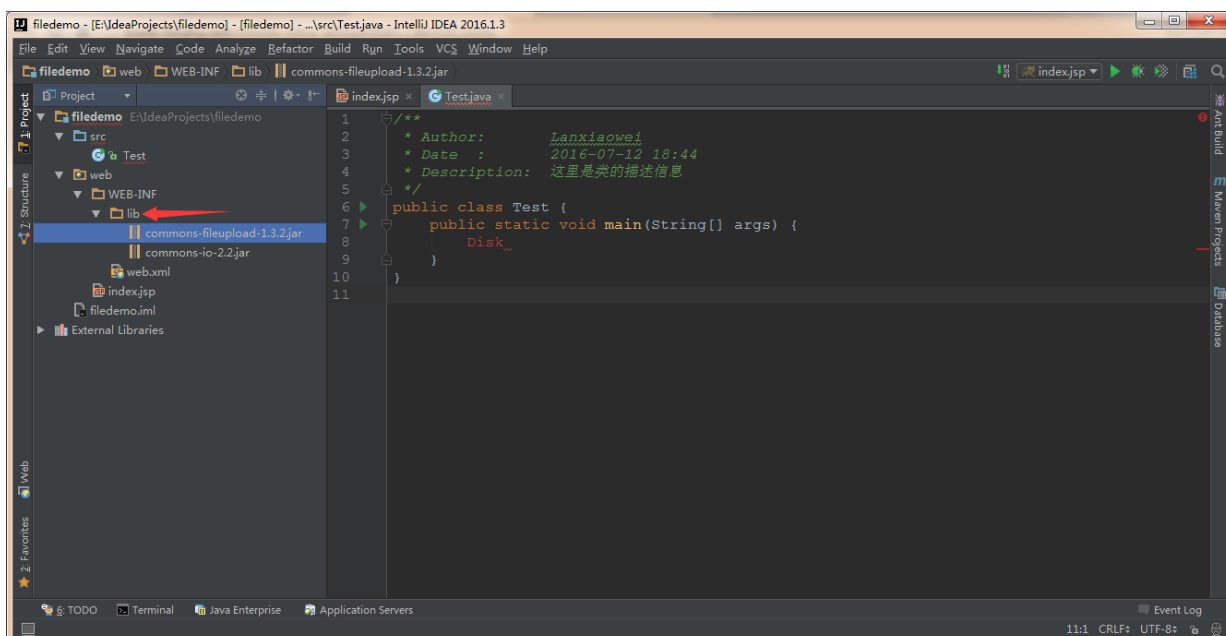 filedemo - [E:\IdeaProjects\filedemo] - [filedemo] - ...\src\Test.java - IntelliJ IDEA 2016.1.3
File Edit View Navigate Code Analyze Refactor Build Run Tools VCS Window Help
filedemo web WEB-INF lib commons-fileupload-1.3.2.jar index.jsp
1: Project
7: Structure
Web
2: Favorites
Project
filedemo E:\IdeaProjects\filedemo
src
Test
web
WEB-INF
lib
commons-fileupload-1.3.2.jar
commons-io-2.2.jar
web.xml
index.jsp
filedemo.iml
External Libraries
index.jsp Test.java
1 /**
2 * Author: Lanxiaowei
3 * Date : 2016-07-12 18:44
4 * Description: 这里是类的描述信息
5 */
6 public class Test {
7 public static void main(String[] args) {
8 Disk
9 }
10 }
11
Ant Build
Maven Projects
Database
6: TODO Terminal Java Enterprise Application Servers Event Log
11:1 CRLF UTF-8